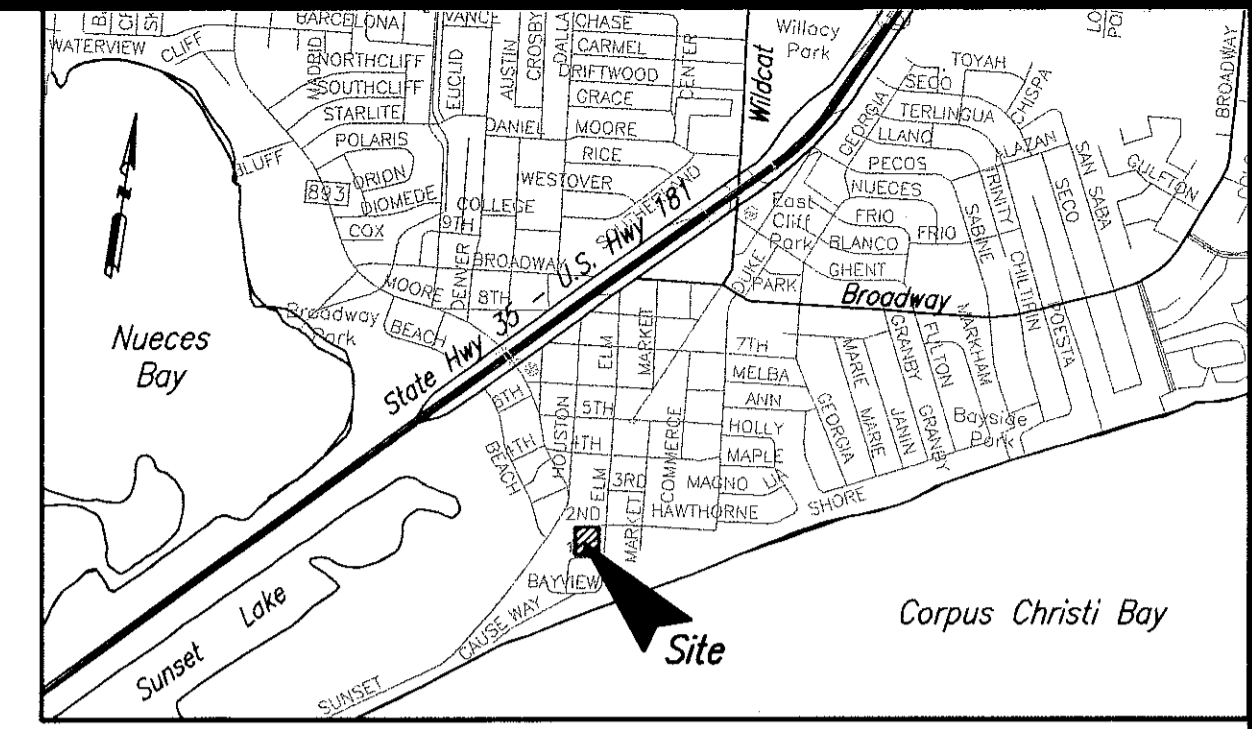 BARCELONA
VANCE
CHASE
Willacy
Park
WATERVIEW
CLIFF
MADRID
NORTHCLIFF
SOUTHCLIFF
STARLITE
POLARIS
BLUFF
ORION
893
DIOMEDE
COX
EUCLID
AUSTIN
CROSBY
CARMEL
DRIFTWOOD
GRACE
CENTER
DANIEL
MOORE
RICE
WESTOVER
SOUTHERLAND
COLLEGE
9TH
DENVER
BROADWAY
MOORE
8TH
Broadway
Park
BEACH
Wildcat
State Hwy 35 - U.S. Hwy 181
TOYAH
SECO
CHISPA
TERLINGUA
GEORGIA
LLANO
ALAZAN
PECOS
NUECES
TRINITY
SECO
SAN SABA
GULFTON
BROADWAY
East
Cliff
Park
FRIO
FRIO
SABINE
BLANCO
GHENT
CHILTIPIN
DUKE
PARK
Broadway
Nueces
Bay
ELM
MARKET
7TH
MELBA
ANN
MARIE
GRANBY
FULTON
MARKHAM
POESTA
6TH
5TH
HOLLY
4TH
4TH
HOUSTON
BEACH
MAPLE
COMMERCE
ELM
3RD
MAGNO LIA
GEORGIA
MARIE
JANIN
GRANBY
Bayside
Park
2ND
MARKET
HAWTHORNE
SHORE
BAYVIEW
CAUSE WAY
SUNSET
Sunset Lake
Site
Corpus Christi Bay